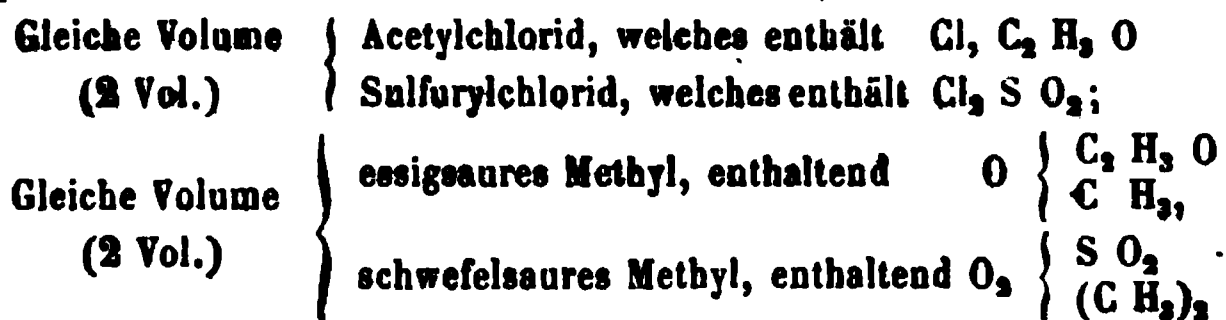 Gleiche Volume { Acetylchlorid, welches enthält Cl, C₂ H₃ O
(2 Vol.) Sulfurylchlorid, welches enthält Cl₂ S O₂;
Gleiche Volume { essigsaures Methyl, enthaltend O { C₂ H₃ O
C H₃,
(2 Vol.) schwefelsaures Methyl, enthaltend O₂ { S O₂
(C H₃)₂